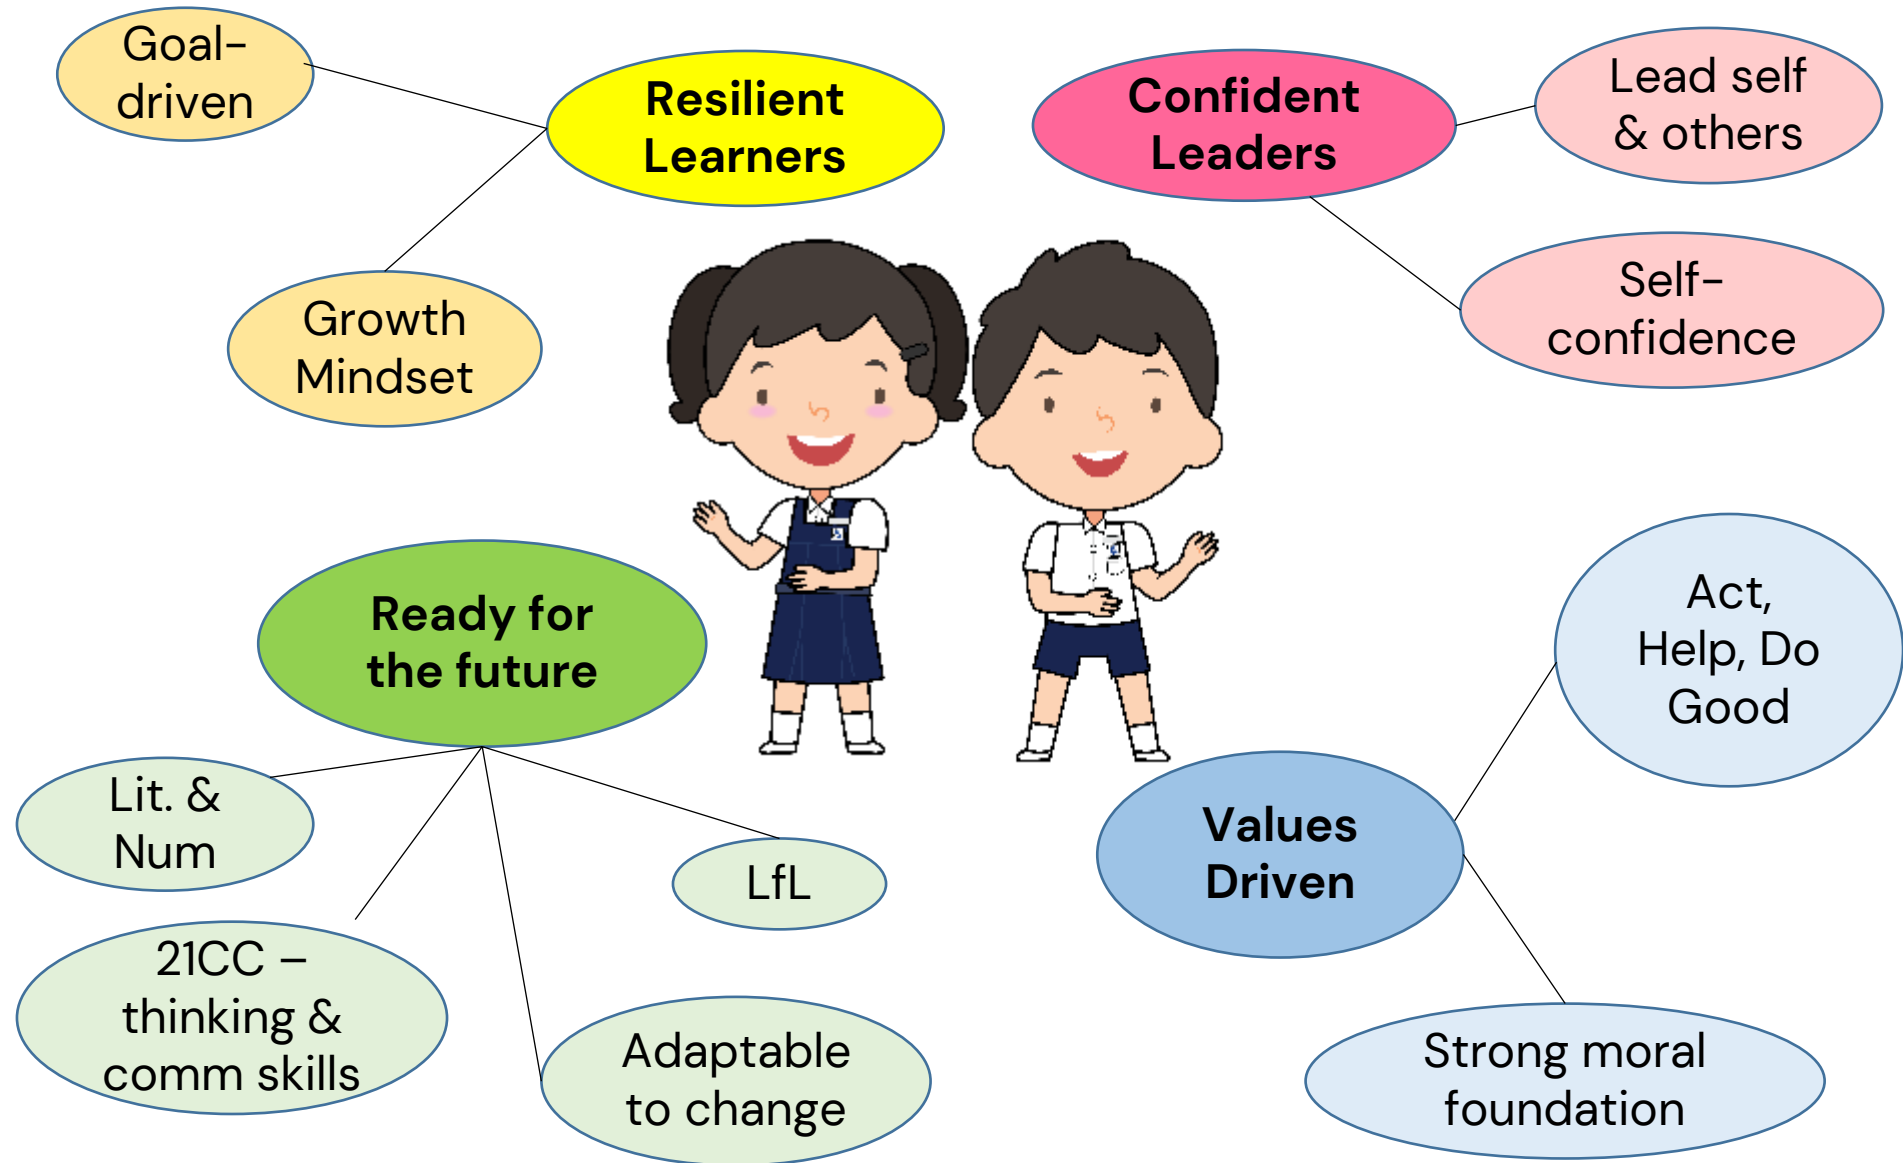 Goal-
driven
Resilient
Learners
Growth
Mindset
Confident
Leaders
Lead self
& others
Self-
confidence
Ready for
the future
Lit. &
Num
21CC –
thinking &
comm skills
LfL
Adaptable
to change
Values
Driven
Act,
Help, Do
Good
Strong moral
foundation